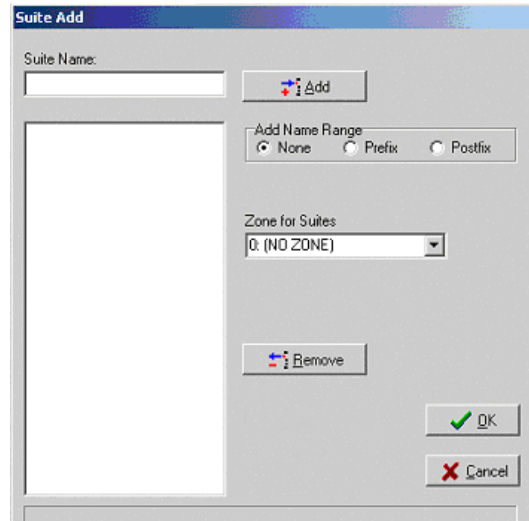 Suite Add
Suite Name:
Add
Add Name Range
None Prefix Postfix
Zone for Suites
0: (NO ZONE)
Remove
OK
Cancel